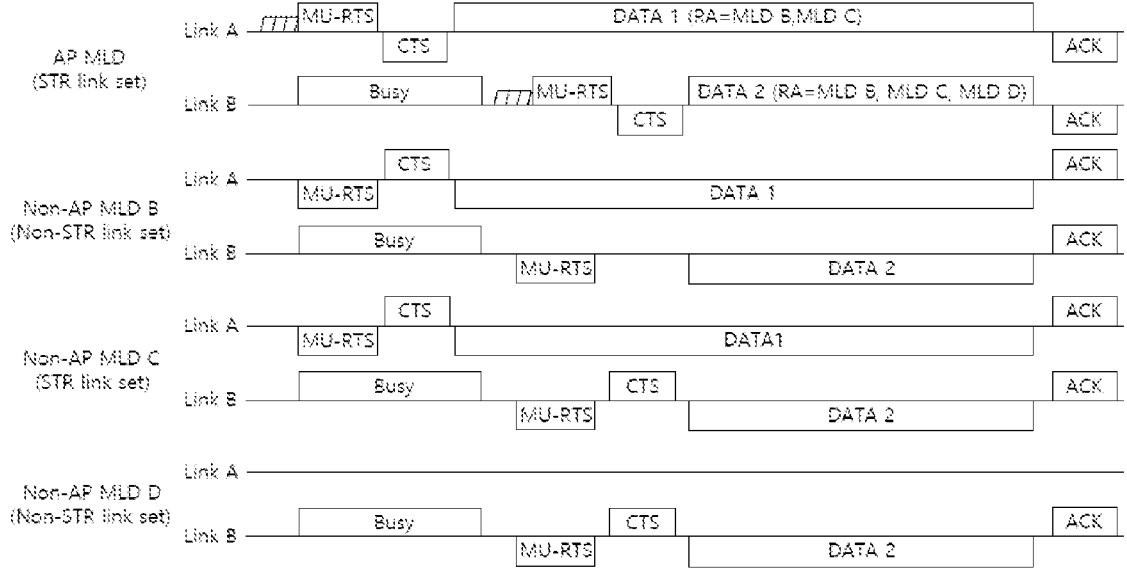 MU-RTS
DATA 1 (RA=MLD B,MLD C)
Link A
CTS
ACK
AP MLD
(STR link set)
Busy
MU-RTS
DATA 2 (RA=MLD B, MLD C, MLD D)
Link B
CTS
ACK
CTS
ACK
Link A
MU-RTS
DATA 1
Non-AP MLD B
(Non-STR link set)
Busy
ACK
Link B
MU-RTS
DATA 2
CTS
ACK
Link A
MU-RTS
DATA1
Non-AP MLD C
(STR link set)
Busy
CTS
ACK
Link B
MU-RTS
DATA 2
Link A
Non-AP MLD D
(Non-STR link set)
Busy
CTS
ACK
Link B
MU-RTS
DATA 2